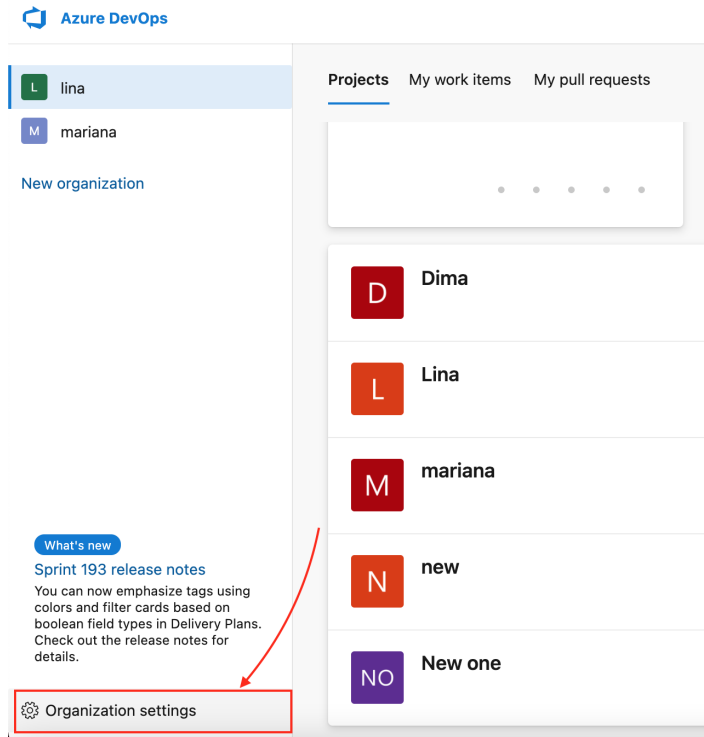 Azure DevOps
L
lina
M
mariana
New organization
What's new
Sprint 193 release notes
You can now emphasize tags using
colors and filter cards based on
boolean field types in Delivery Plans.
Check out the release notes for
details.
Organization settings
Projects My work items My pull requests
D
Dima
L
Lina
M
mariana
N
new
NO
New one